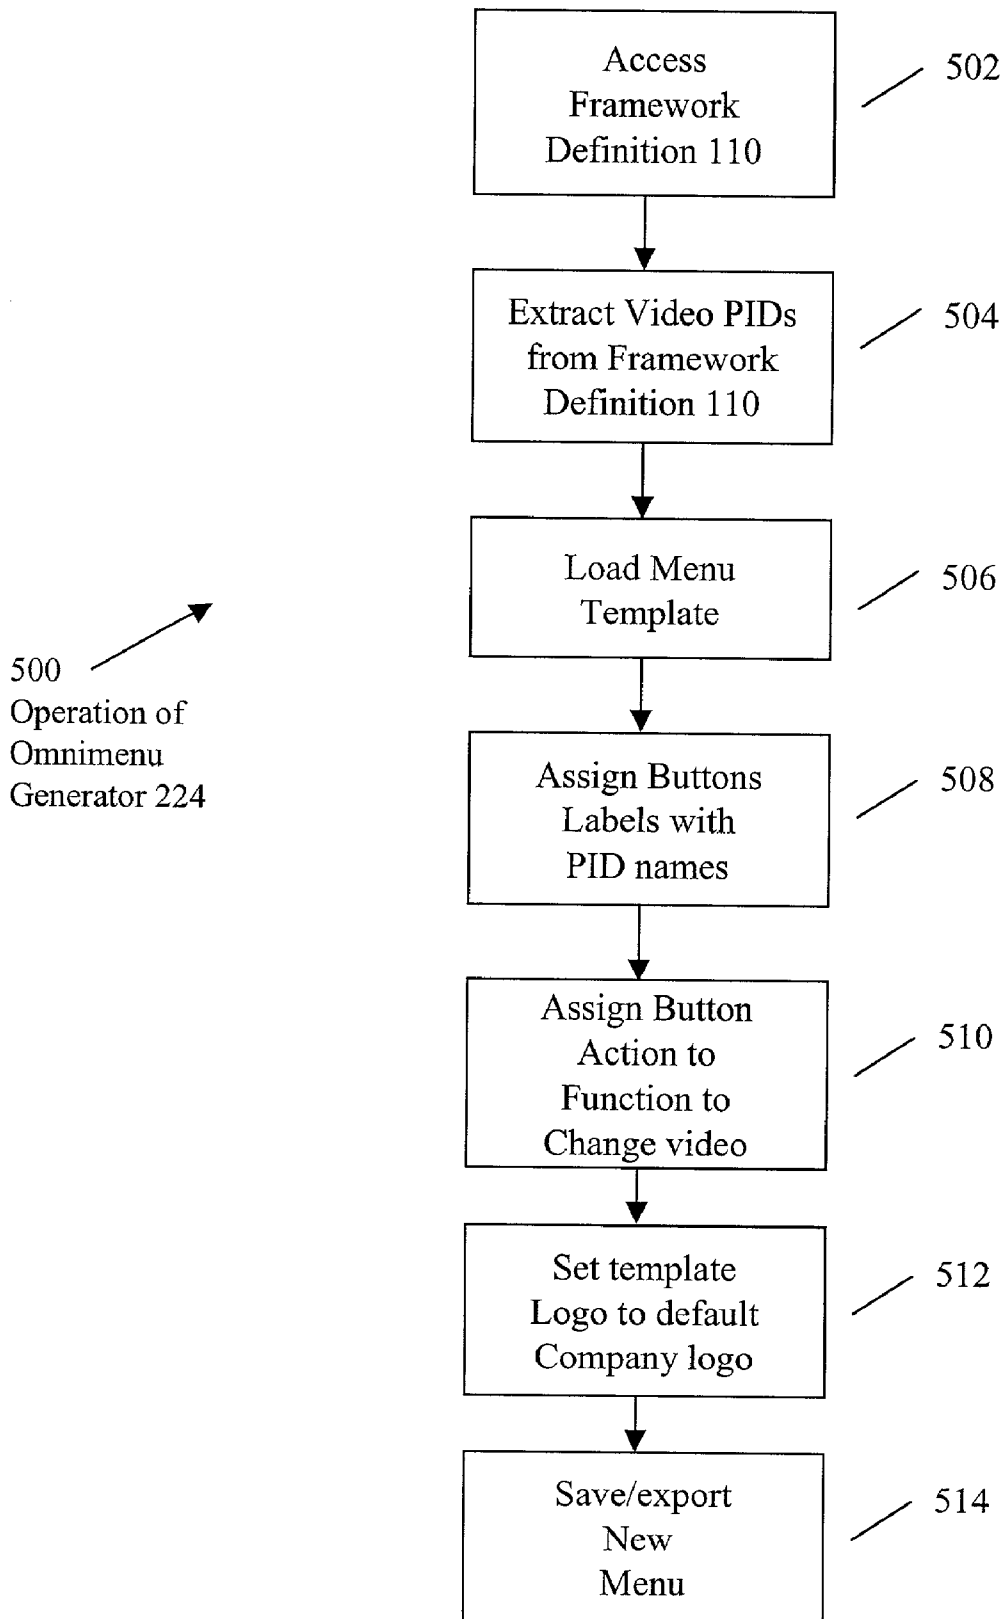 Access
Framework
Definition 110
502
Extract Video PIDs
from Framework
Definition 110
504
Load Menu
Template
506
500
Operation of
Omnimenu
Generator 224
Assign Buttons
Labels with
PID names
508
Assign Button
Action to
Function to
Change video
510
Set template
Logo to default
Company logo
512
Save/export
New
Menu
514